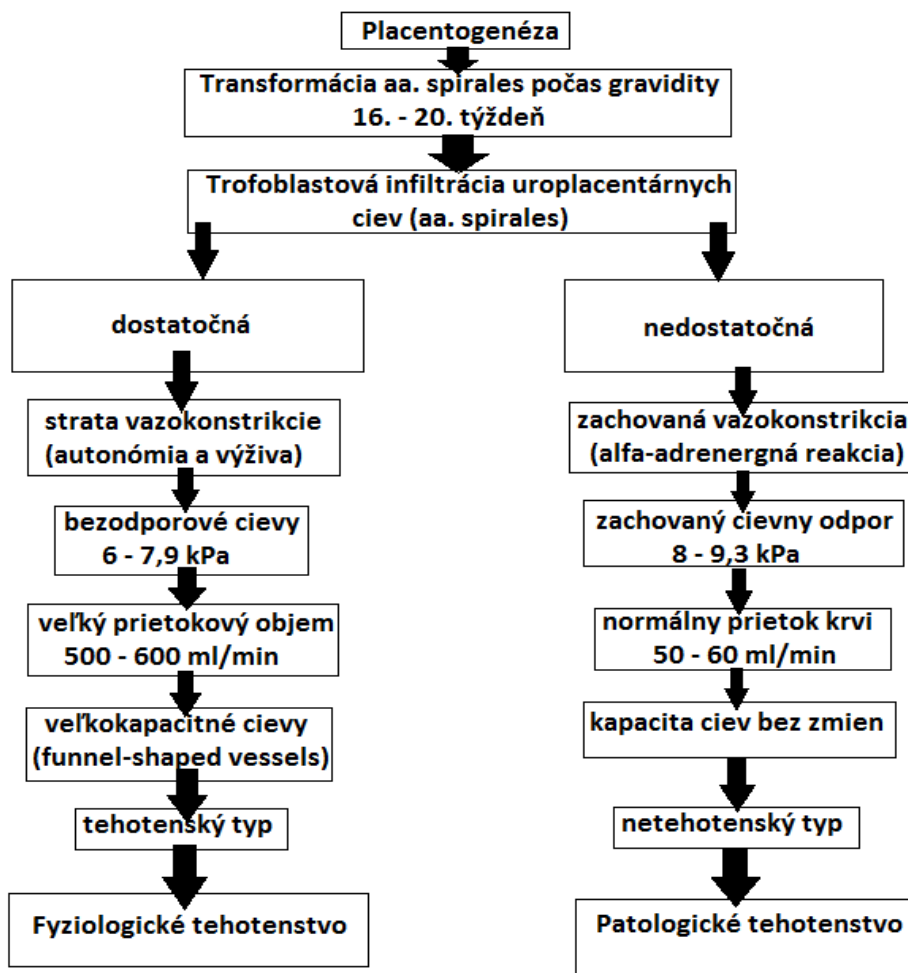 Placentogenéza
Transformácia aa. spirales počas gravidity
16. - 20. týždeň
Trofoblastová infiltrácia uroplacentárnych
ciev (aa. spirales)
dostatočná
strata vazokonstrikcie
(autonómia a výživa)
bezodporové cievy
6 - 7,9 kPa
veľký prietokový objem
500 - 600 ml/min
veľkokapacitné cievy
(funnel-shaped vessels)
tehotenský typ
Fyziologické tehotenstvo
nedostatočná
zachovaná vazokonstrikcia
(alfa-adrenergná reakcia)
zachovaný cievny odpor
8 - 9,3 kPa
normálny prietok krvi
50 - 60 ml/min
kapacita ciev bez zmien
netehotenský typ
Patologické tehotenstvo